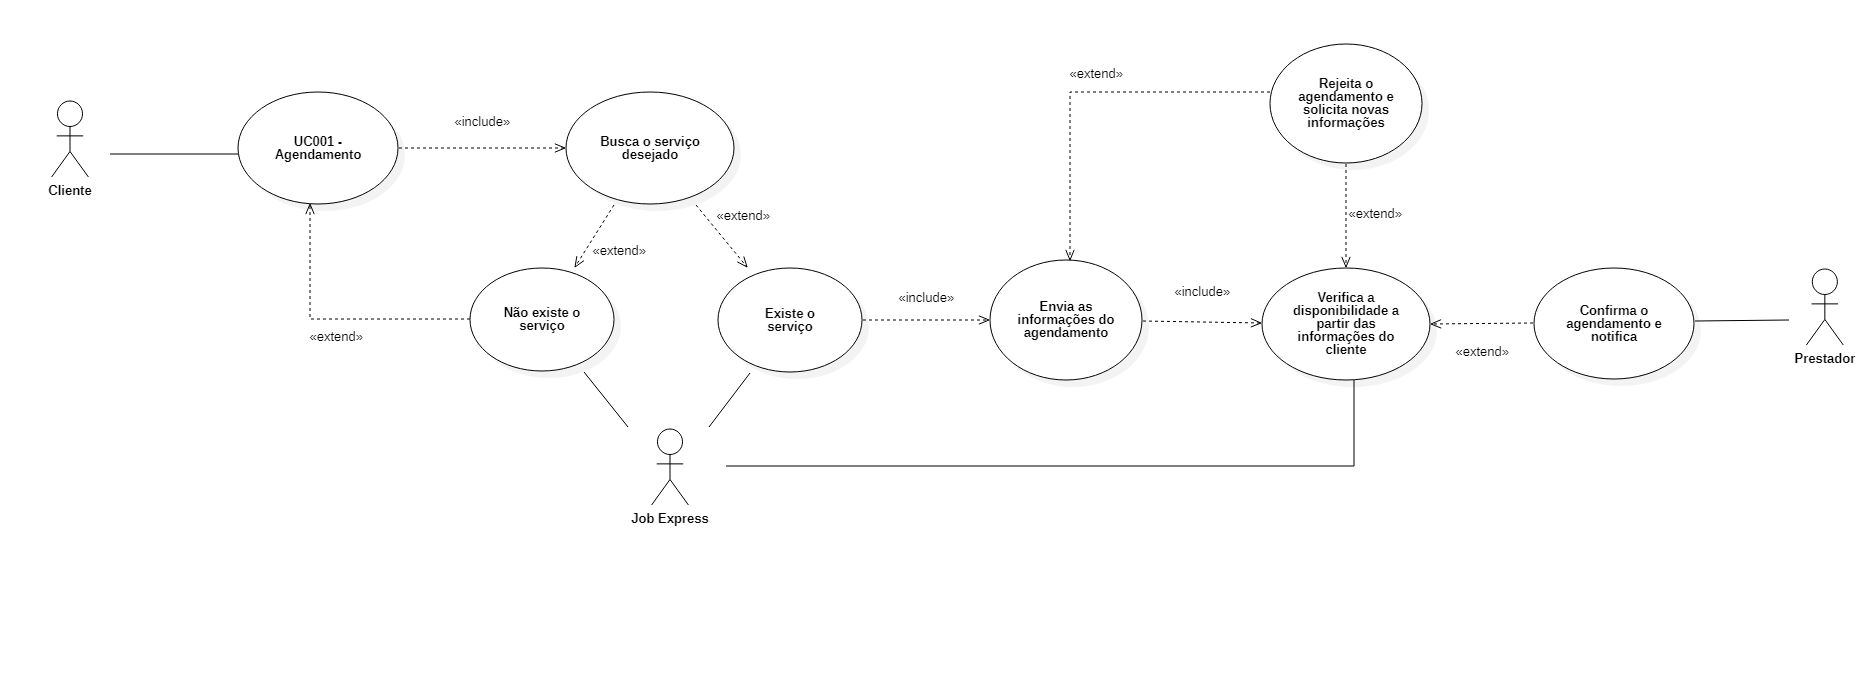 Cliente
UC001 -
Agendamento
«include»
Busca o serviço
desejado
«extend»
«extend»
Não existe o
serviço
«extend»
Existe o
serviço
Job Express
«include»
Envia as
informações do
agendamento
«extend»
Rejeita o
agendamento e
solicita novas
informações
«extend»
«include»
Verifica a
disponibilidade a
partir das
informações do
cliente
«extend»
Confirma o
agendamento e
notifica
Prestador